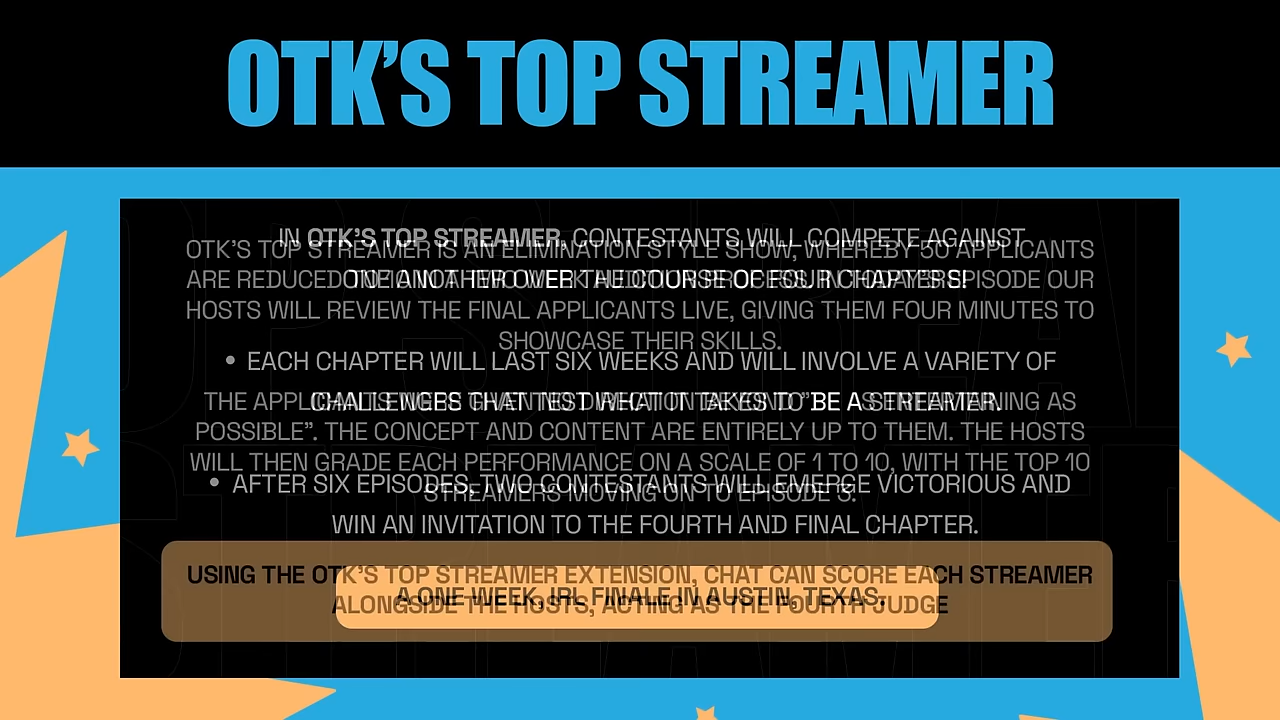 OTK’S TOP STREAMER
IN OTK’S TOP STREAMER, CONTESTANTS WILL COMPETE AGAINST
ONE ANOTHER OVER THE COURSE OF FOUR CHAPTERS!
• EACH CHAPTER WILL LAST SIX WEEKS AND WILL INVOLVE A VARIETY OF
CHALLENGES THAT TEST WHAT IT TAKES TO BE A STREAMER.
• AFTER SIX EPISODES, TWO CONTESTANTS WILL EMERGE VICTORIOUS AND
WIN AN INVITATION TO THE FOURTH AND FINAL CHAPTER.
A ONE-WEEK, IRL FINALE IN AUSTIN, TEXAS.
OTK’S TOP STREAMER IS AN ELIMINATION STYLE SHOW, WHEREBY 50 APPLICANTS
ARE REDUCED EPISODE OUR
HOSTS WILL REVIEW THE FINAL APPLICANTS LIVE, GIVING THEM FOUR MINUTES TO
SHOWCASE THEIR SKILLS.
THE APPLICANTS AS
POSSIBLE”. THE CONCEPT AND CONTENT ARE ENTIRELY UP TO THEM. THE HOSTS
WILL THEN GRADE EACH PERFORMANCE ON A SCALE OF 1 TO 10, WITH THE TOP 10
STREAMERS MOVING ON TO EPISODE 3.
USING THE OTK’S TOP STREAMER EXTENSION, CHAT CAN SCORE EACH STREAMER
ALONGSIDE THE HOSTS, ACTING AS THE FOURTH JUDGE